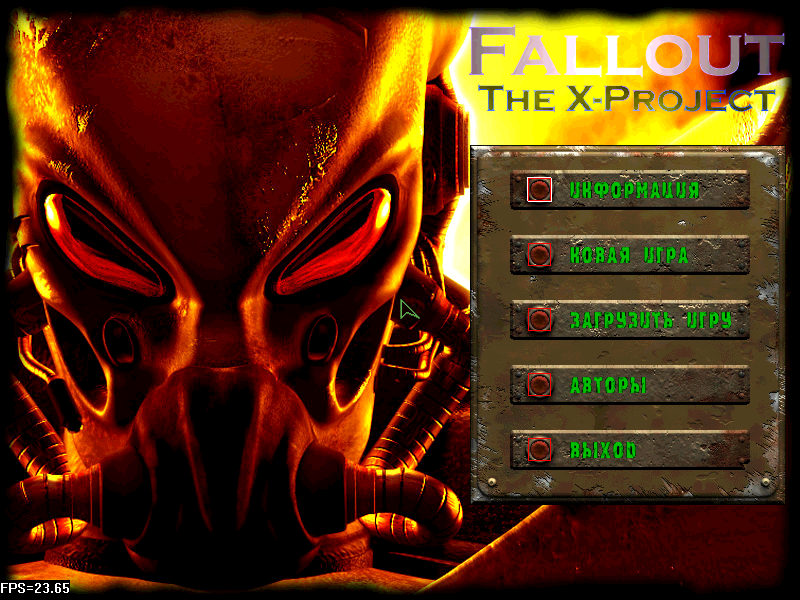 FALLOUT
THE X-PROJECT
ИНФОРМАЦИЯ
НОВАЯ ИГРА
ЗАГРУЗИТЬ ИГРУ
АВТОРЫ
ВЫХОД
FPS=23.65